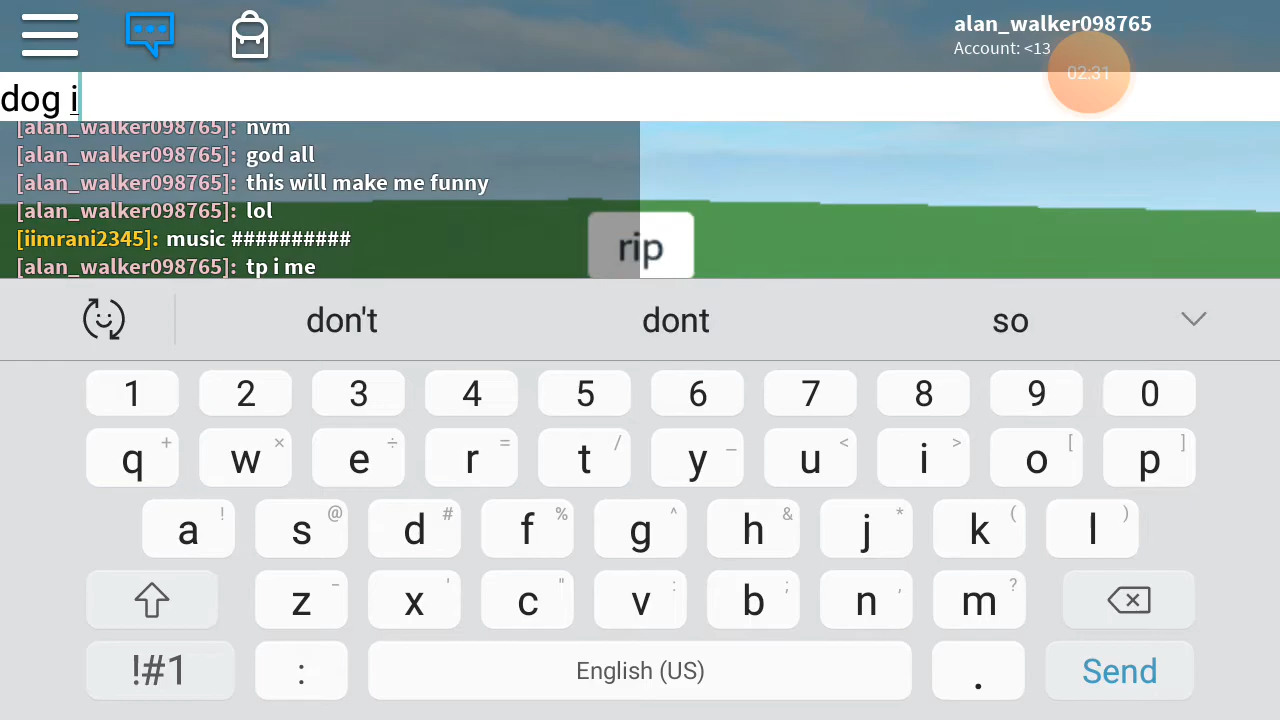 alan_walker098765
Account: <13
02:31
dog i
[alan_walker098765]: nvm
[alan_walker098765]: god all
[alan_walker098765]: this will make me funny
[alan_walker098765]: lol
[iimrani2345]: music ##########
[alan_walker098765]: tp i me
rip
don't dont so
1 2 3 4 5 6 7 8 9 0
q + w × e ÷ r = t / y _ u < i > o [ p ]
a ! s @ d # f % g ^ h & j * k ( l )
z - x ' c " v : b ; n , m ?
!#1 : English (US) . Send